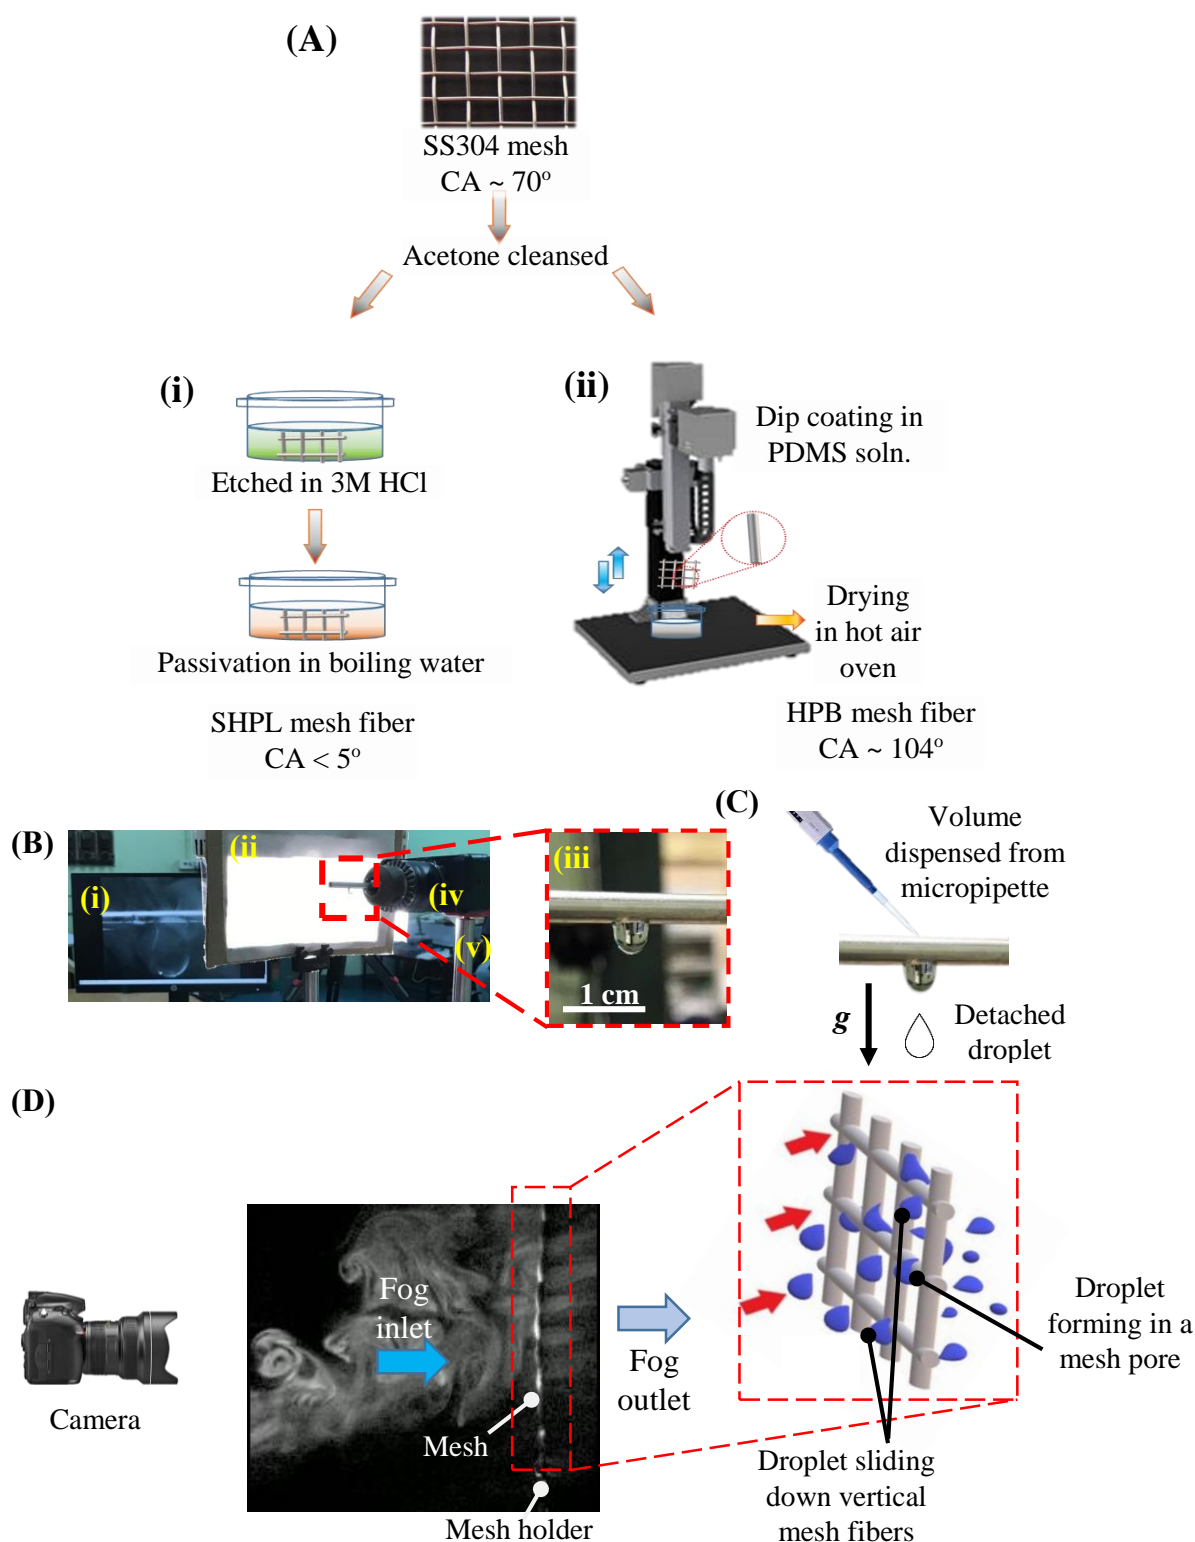 (A)
SS304 mesh
CA ~ 70°
Acetone cleansed
(i)
Etched in 3M HCl
Passivation in boiling water
SHPL mesh fiber
CA < 5°
(ii)
Dip coating in
PDMS soln.
Drying
in hot air
oven
HPB mesh fiber
CA ~ 104°
(B)
(i)
(ii
(iii
(iv
(v)
1 cm
(C)
Volume
dispensed from
micropipette
g
Detached
droplet
(D)
Camera
Fog
inlet
Mesh
Mesh holder
Fog
outlet
Droplet
forming in a
mesh pore
Droplet sliding
down vertical
mesh fibers